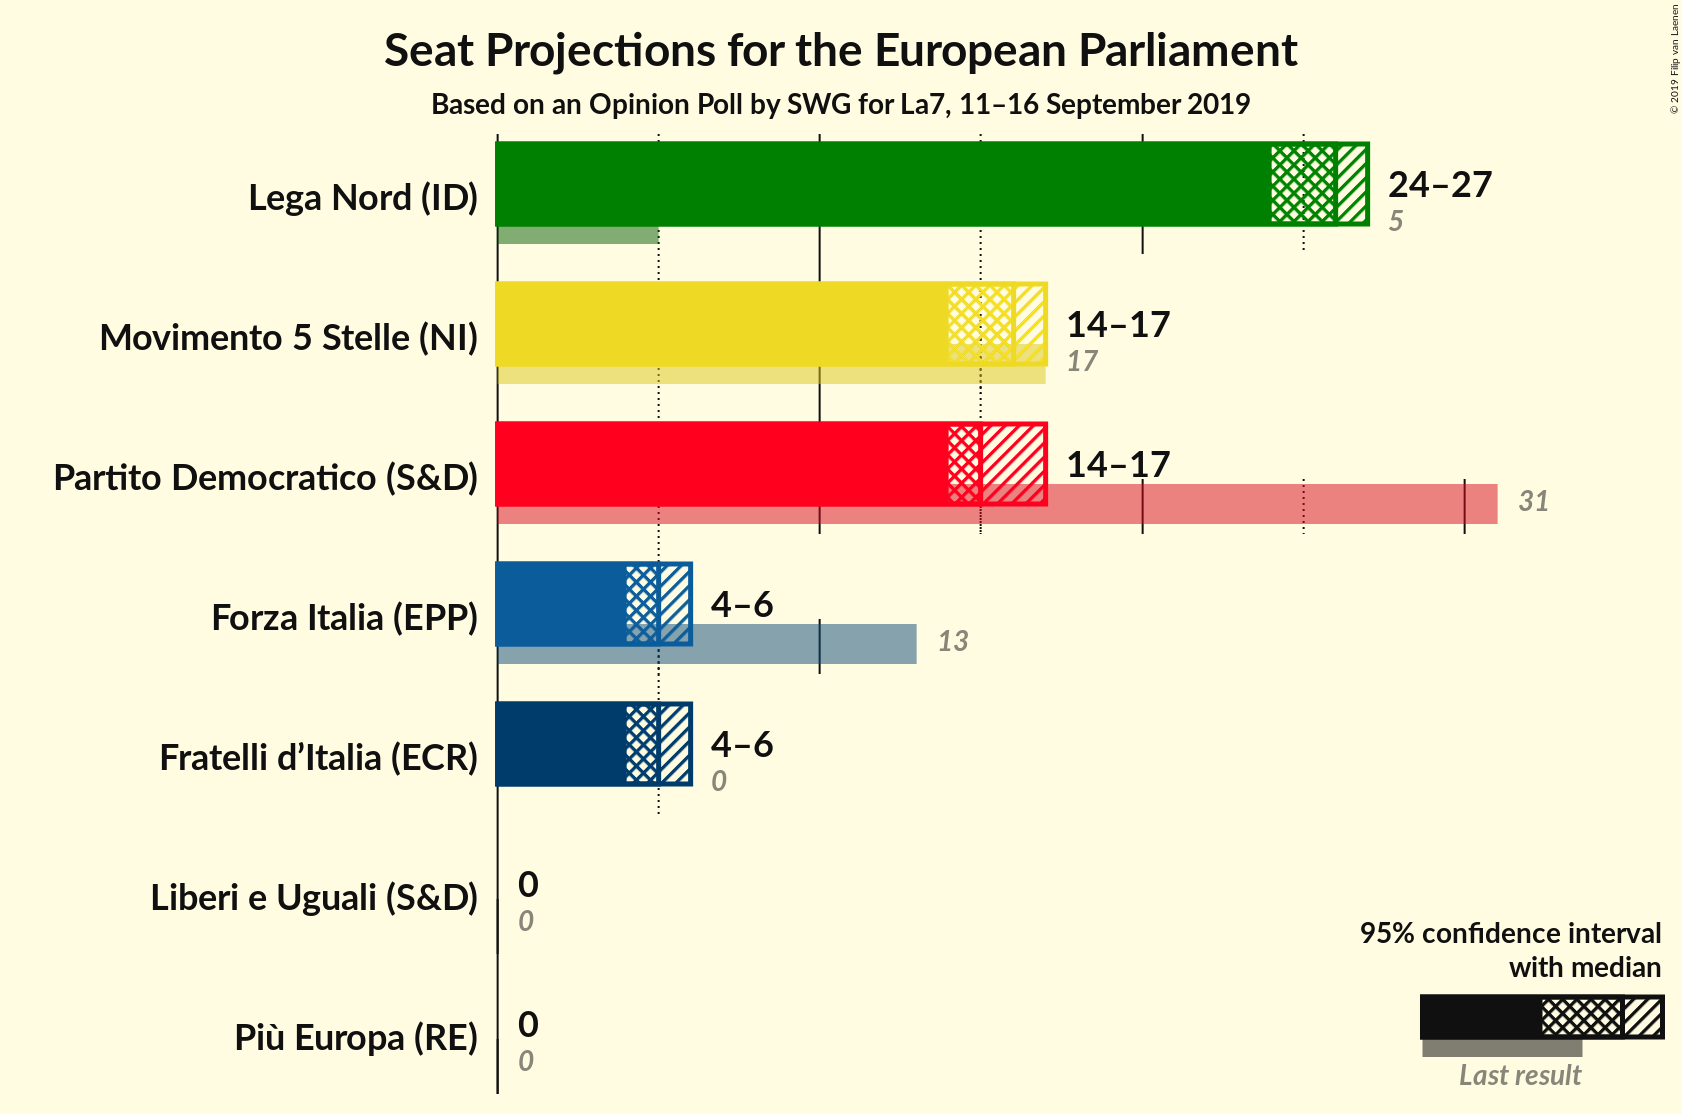 Seat Projections for the European Parliament
Based on an Opinion Poll by SWG for La7, 11–16 September 2019
© 2019 Filip van Laenen
Lega Nord (ID)
24–27
5
Movimento 5 Stelle (NI)
14–17
17
Partito Democratico (S&D)
14–17
31
Forza Italia (EPP)
4–6
13
Fratelli d’Italia (ECR)
4–6
0
Liberi e Uguali (S&D)
0
0
Più Europa (RE)
0
0
95% confidence interval
with median
Last result